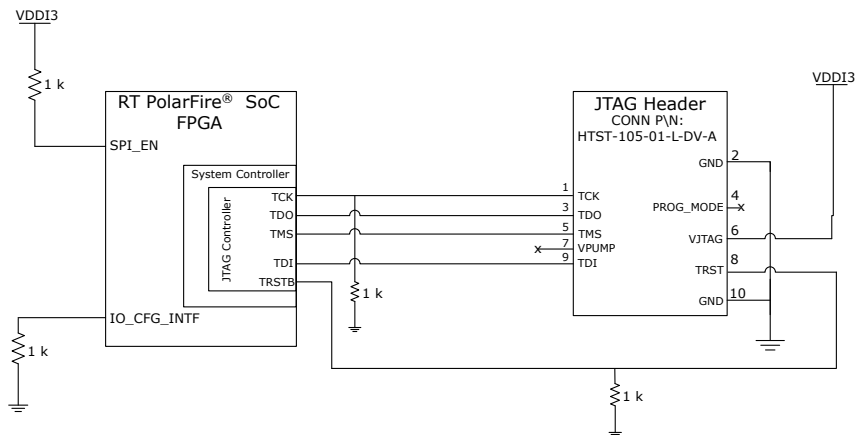 VDDI3
1 k
RT PolarFire® SoC
FPGA
SPI_EN
System Controller
JTAG Controller
TCK
TDO
TMS
TDI
TRSTB
IO_CFG_INTF
1 k
1 k
JTAG Header
CONN P\N:
HTST-105-01-L-DV-A
1 TCK
3 TDO
5 TMS
7 VPUMP
9 TDI
GND 2
PROG_MODE 4
x
VJTAG 6
TRST 8
GND 10
x
VDDI3
1 k